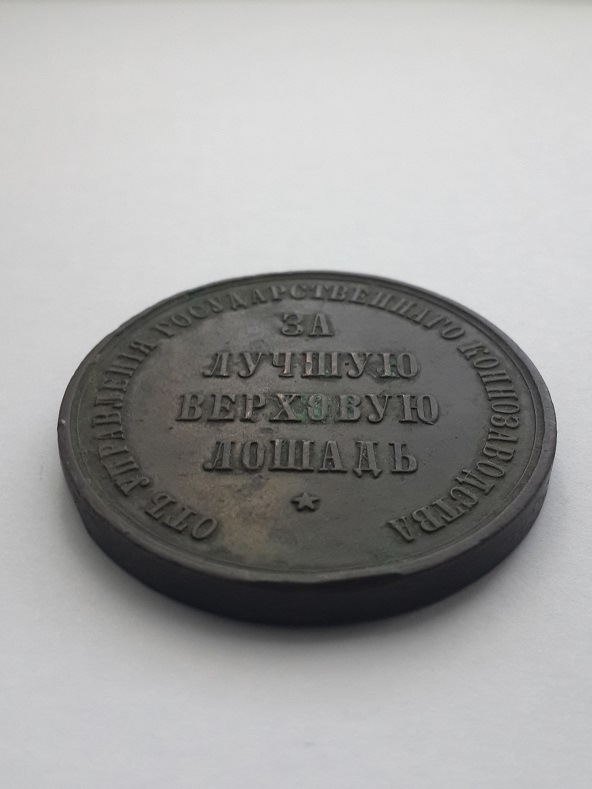 ОТЪ УПРАВЛЕНІЯ ГОСУДАРСТВЕННАГО КОННОЗАВОДСТВА
ЗА
ЛУЧШУЮ
ВЕРХОВУЮ
ЛОШАДЬ